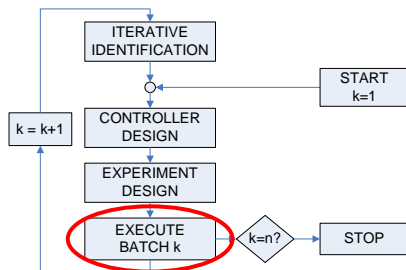 ITERATIVE
IDENTIFICATION
START
k=1
k = k+1
CONTROLLER
DESIGN
EXPERIMENT
DESIGN
EXECUTE
BATCH k
k=n?
STOP